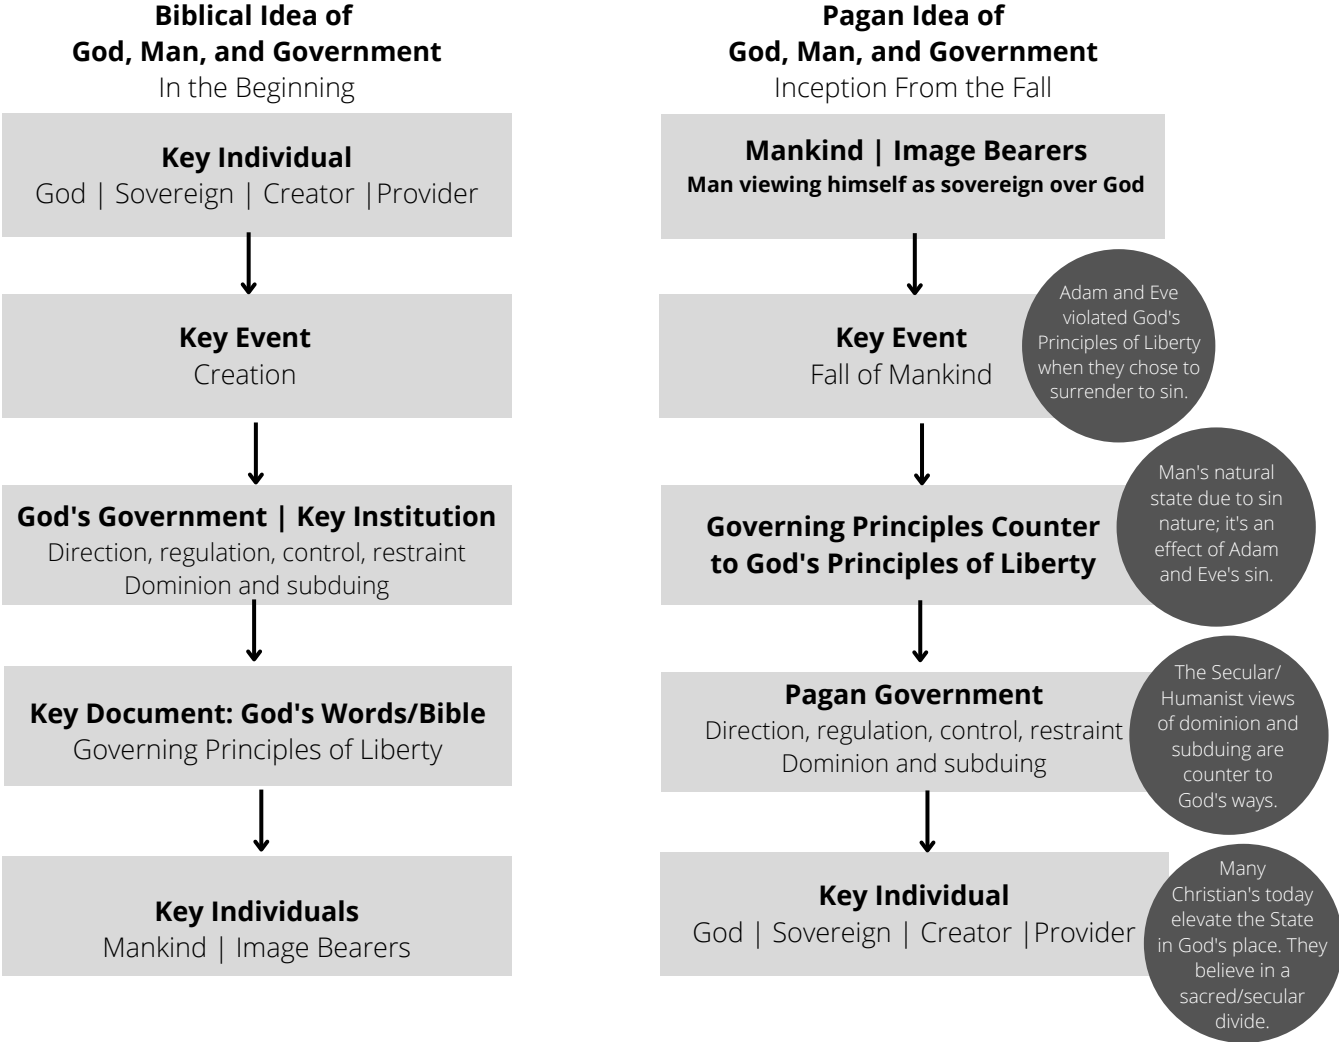 Biblical Idea of
God, Man, and Government
In the Beginning
Key Individual
God | Sovereign | Creator |Provider
Key Event
Creation
God's Government | Key Institution
Direction, regulation, control, restraint
Dominion and subduing
Key Document: God's Words/Bible
Governing Principles of Liberty
Key Individuals
Mankind | Image Bearers
Pagan Idea of
God, Man, and Government
Inception From the Fall
Mankind | Image Bearers
Man viewing himself as sovereign over God
Key Event
Fall of Mankind
Adam and Eve
violated God's
Principles of Liberty
when they chose to
surrender to sin.
Governing Principles Counter
to God's Principles of Liberty
Man's natural
state due to sin
nature; it's an
effect of Adam
and Eve's sin.
Pagan Government
Direction, regulation, control, restraint
Dominion and subduing
The Secular/
Humanist views
of dominion and
subduing are
counter to
God's ways.
Key Individual
God | Sovereign | Creator |Provider
Many
Christian's today
elevate the State
in God's place. They
believe in a
sacred/secular
divide.